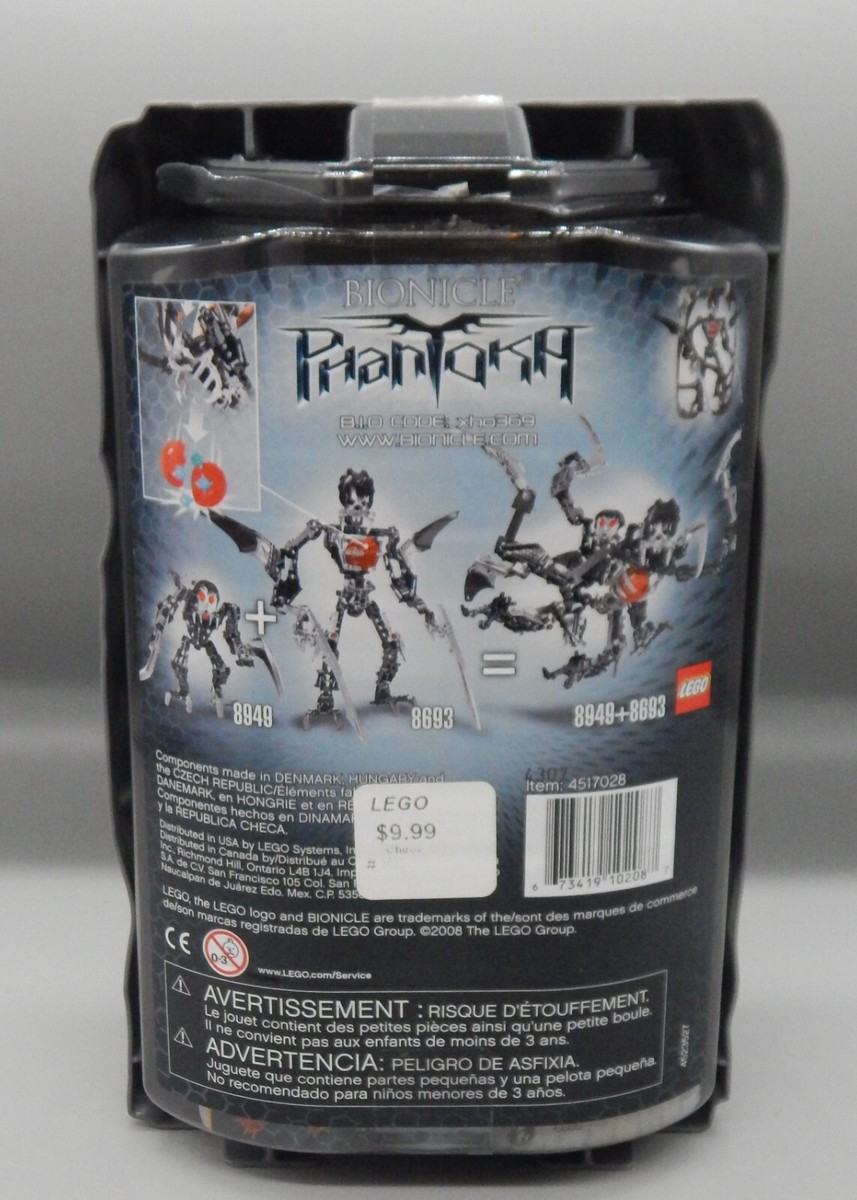 BIONICLE
PHANTOKA
B.I.O CODE: xho369
WWW.BIONICLE.COM
+
=
8949
8693
8949+8693
LEGO
Components made in DENMARK, HUNGARY and
the CZECH REPUBLIC/Éléments
DANEMARK, en HONGRIE et en
Componentes hechos en
y la REPUBLICA CHECA.
Distributed in USA by LEGO Systems,
Distributed in Canada by/Distribué au
Inc, Richmond Hill, Ontario L4B 1J4.
S.A. de C.V. San Francisco 105 Col. San
Naucalpan de Juárez Edo. Mex. C.P.
LEGO
$9.99
#
Item: 4517028
6 73419 10208 7
LEGO, the LEGO logo and BIONICLE are trademarks of the/sont des marques de commerce
de/son marcas registradas de LEGO Group. ©2008 The LEGO Group.
CE
0-3
www.LEGO.com/Service
AVERTISSEMENT : RISQUE D'ÉTOUFFEMENT.
Le jouet contient des petites pièces ainsi qu'une petite boule.
Il ne convient pas aux enfants de moins de 3 ans.
ADVERTENCIA: PELIGRO DE ASFIXIA.
Juguete que contiene partes pequeñas y una pelota pequeña.
No recomendado para niños menores de 3 años.
4523527